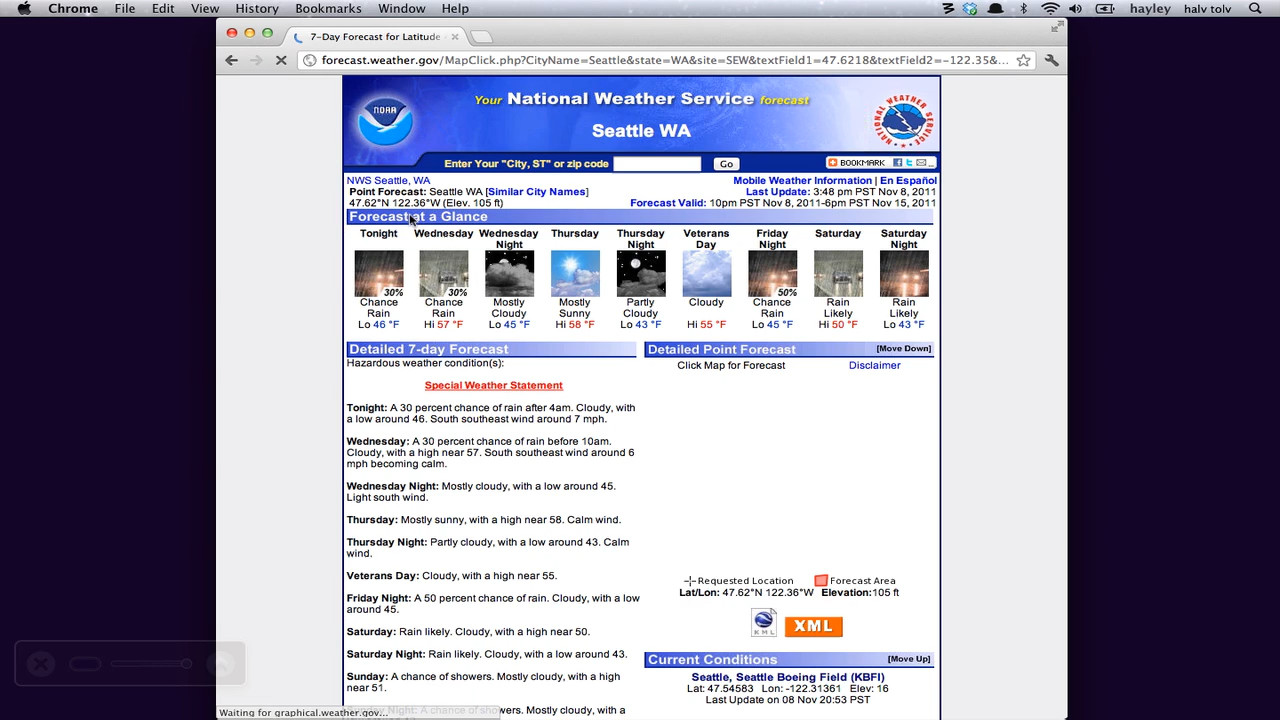 Chrome File Edit View History Bookmarks Window Help hayley halv tolv
7-Day Forecast for Latitude
forecast.weather.gov/MapClick.php?CityName=Seattle&state=WA&site=SEW&textField1=47.6218&textField2=-122.35&...
NOAA
Your National Weather Service forecast
Seattle WA
NATIONAL WEATHER SERVICE
Enter Your "City, ST" or zip code Go BOOKMARK
NWS Seattle, WA
Mobile Weather Information | En Español
Point Forecast: Seattle WA [Similar City Names]
Last Update: 3:48 pm PST Nov 8, 2011
47.62°N 122.36°W (Elev. 105 ft)
Forecast Valid: 10pm PST Nov 8, 2011-6pm PST Nov 15, 2011
Forecast at a Glance
Tonight Wednesday Wednesday Thursday Thursday Veterans Friday Saturday Saturday
Night Night Day Night Night
30% 30% 50%
Chance Chance Mostly Mostly Partly Cloudy Chance Rain Rain
Rain Rain Cloudy Sunny Cloudy Rain Likely Likely
Lo 46 °F Hi 57 °F Lo 45 °F Hi 58 °F Lo 43 °F Hi 55 °F Lo 45 °F Hi 50 °F Lo 43 °F
Detailed 7-day Forecast
Hazardous weather condition(s):
Special Weather Statement
Tonight: A 30 percent chance of rain after 4am. Cloudy, with
a low around 46. South southeast wind around 7 mph.
Wednesday: A 30 percent chance of rain before 10am.
Cloudy, with a high near 57. South southeast wind around 6
mph becoming calm.
Wednesday Night: Mostly cloudy, with a low around 45.
Light south wind.
Thursday: Mostly sunny, with a high near 58. Calm wind.
Thursday Night: Partly cloudy, with a low around 43. Calm
wind.
Veterans Day: Cloudy, with a high near 55.
Friday Night: A 50 percent chance of rain. Cloudy, with a low
around 45.
Saturday: Rain likely. Cloudy, with a high near 50.
Saturday Night: Rain likely. Cloudy, with a low around 43.
Sunday: A chance of showers. Mostly cloudy, with a high
near 51.
Sunday Night: A chance of showers. Mostly cloudy, with a
Detailed Point Forecast [Move Down]
Click Map for Forecast Disclaimer
Requested Location Forecast Area
Lat/Lon: 47.62°N 122.36°W Elevation:105 ft
KML XML
Current Conditions [Move Up]
Seattle, Seattle Boeing Field (KBFI)
Lat: 47.54583 Lon: -122.31361 Elev: 16
Last Update on 08 Nov 20:53 PST
Waiting for graphical.weather.gov...